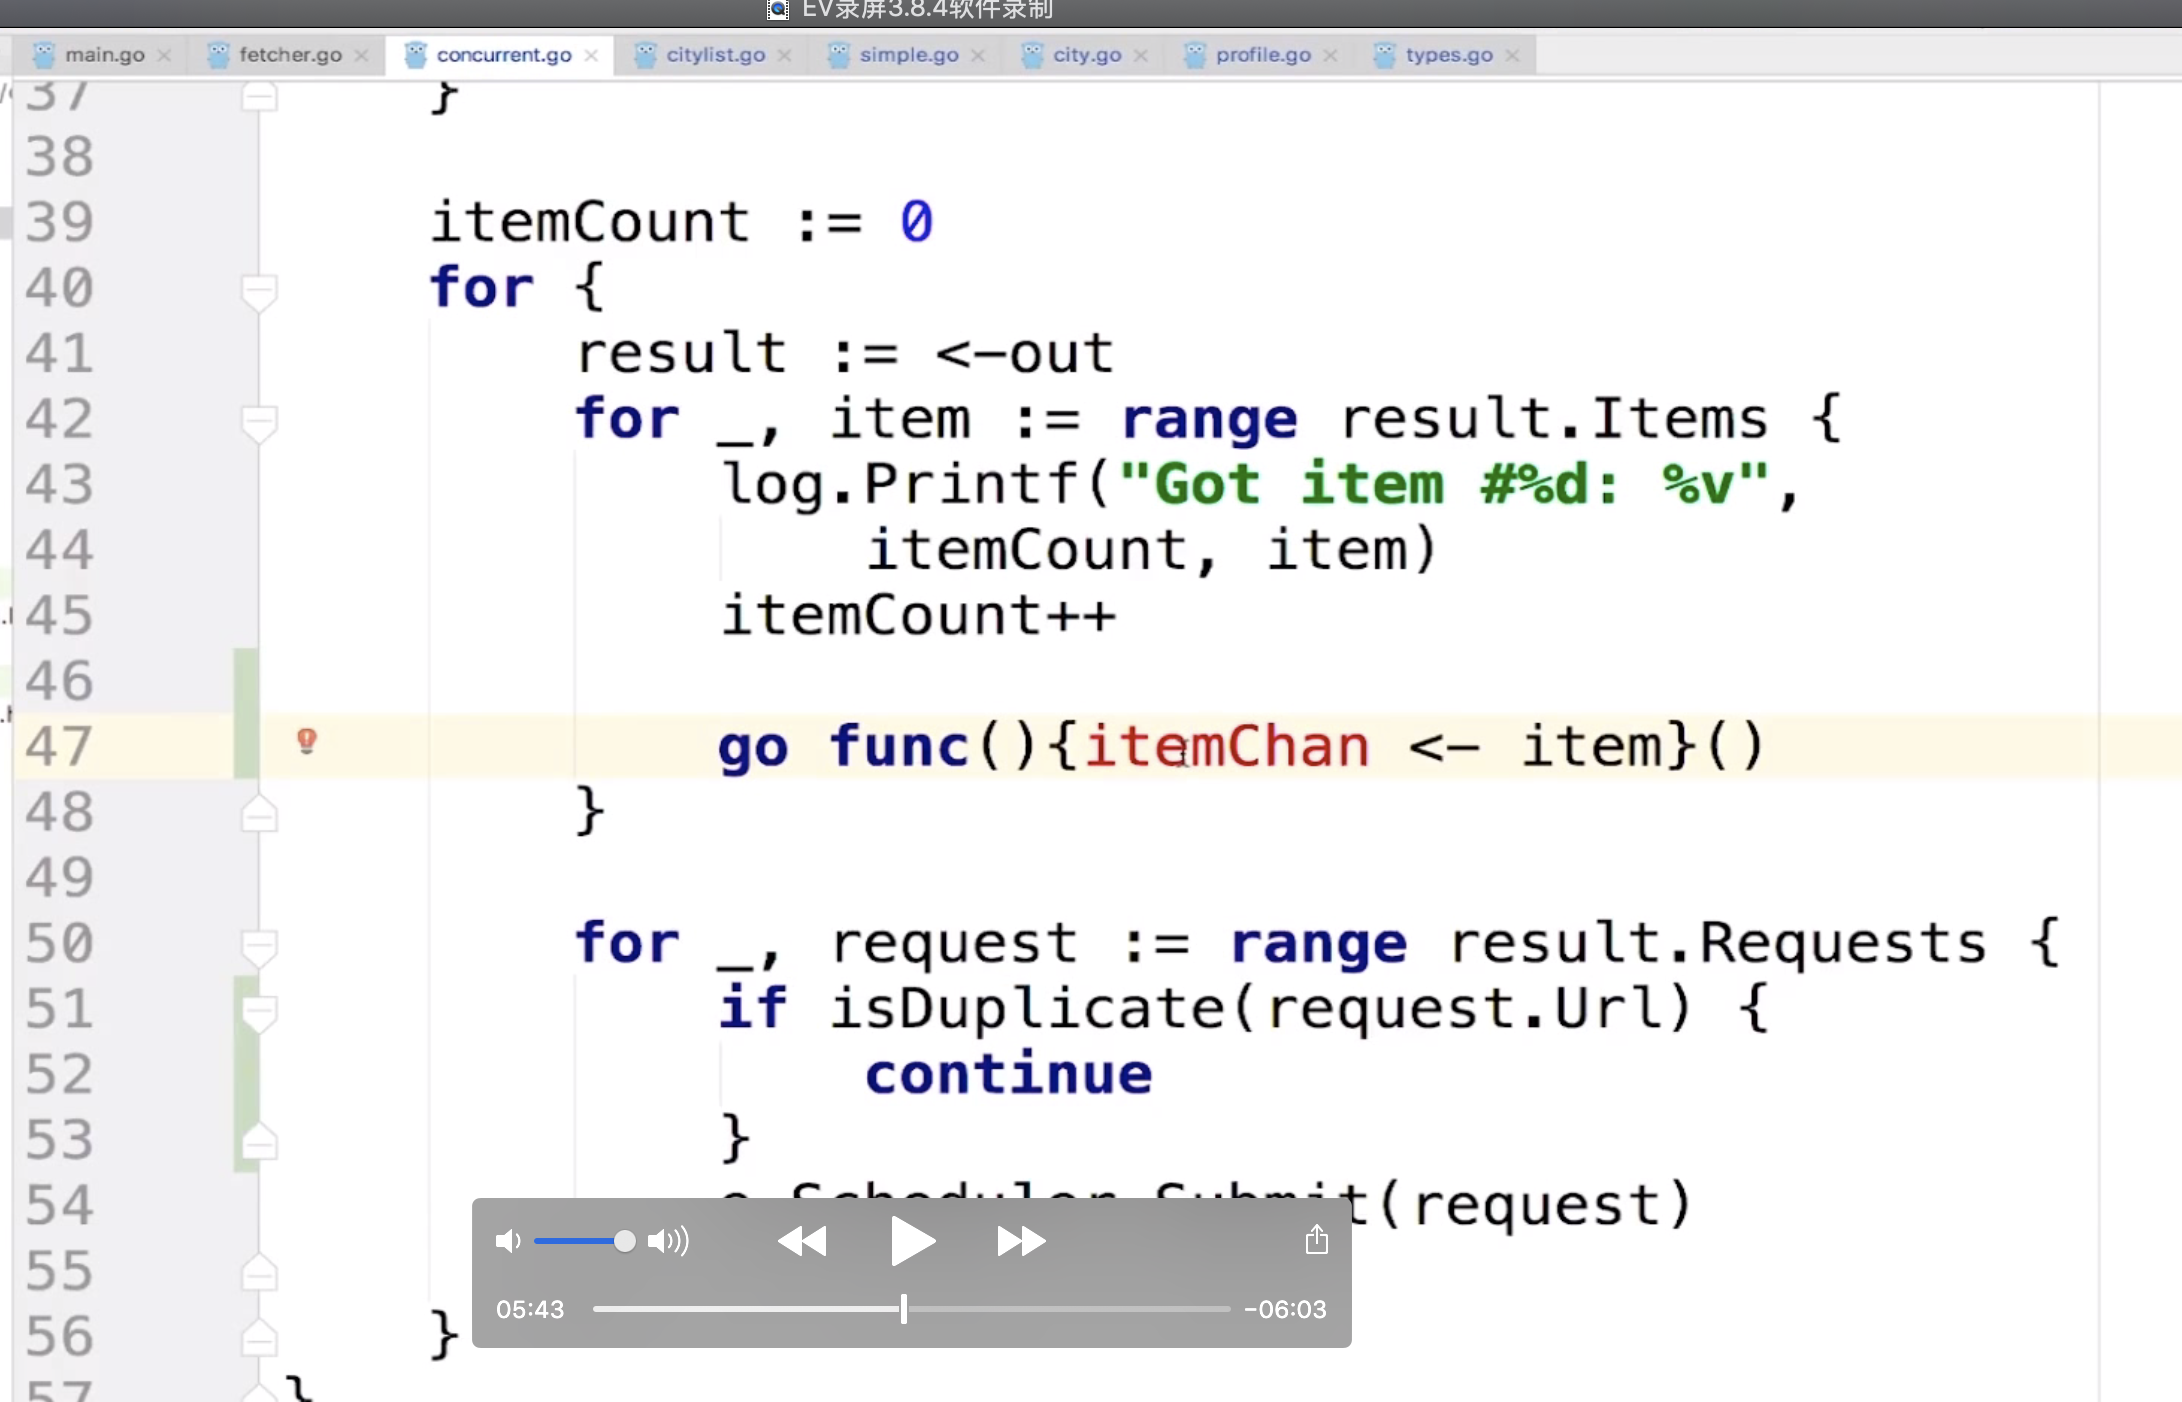 EV录屏3.8.4软件录制
main.go fetcher.go concurrent.go citylist.go simple.go city.go profile.go types.go
37 }
38
39 itemCount := 0
40 for {
41 result := <-out
42 for _, item := range result.Items {
43 log.Printf("Got item #%d: %v",
44 itemCount, item)
45 itemCount++
46
47 go func(){itemChan <- item}()
48 }
49
50 for _, request := range result.Requests {
51 if isDuplicate(request.Url) {
52 continue
53 }
54 e.Scheduler.Submit(request)
55
56 }
57 }
05:43 -06:03